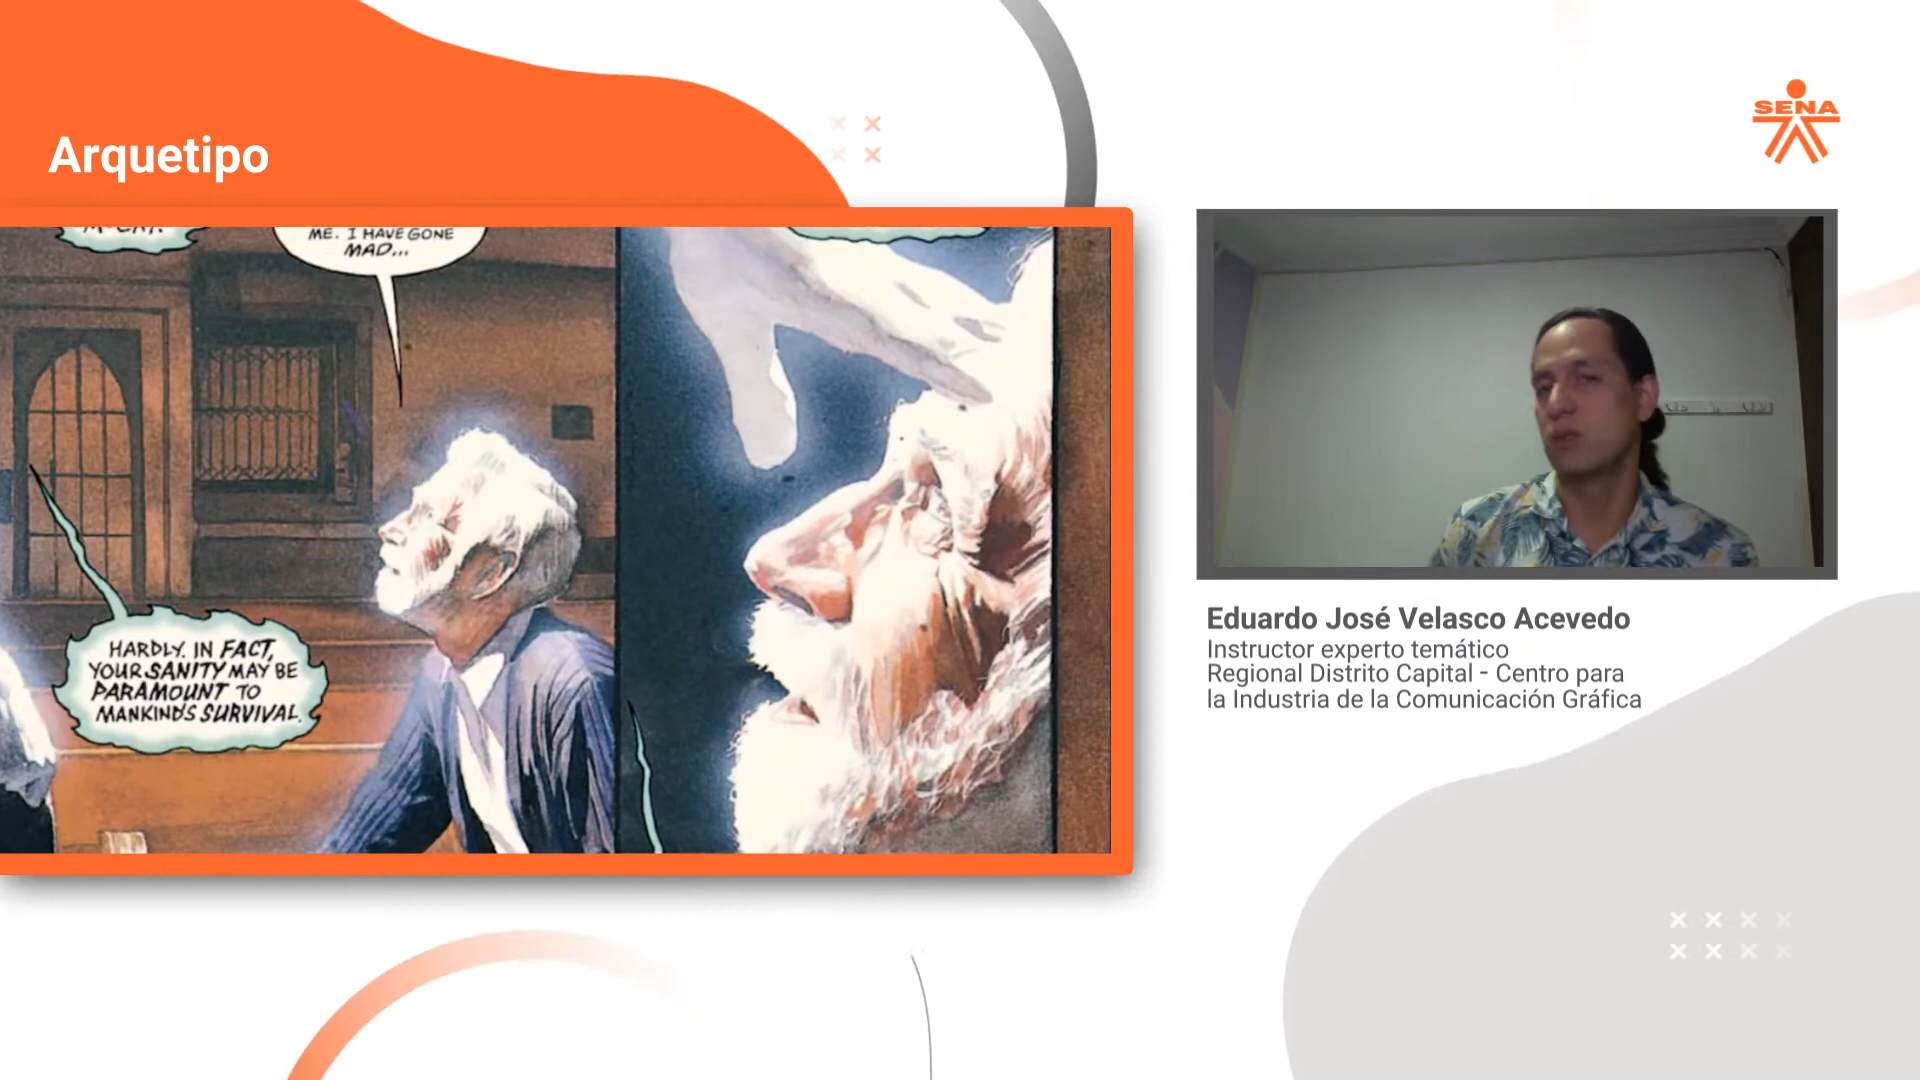 Arquetipo
SENA
ME. I HAVE GONE
MAD...
HARDLY. IN FACT,
YOUR SANITY MAY BE
PARAMOUNT TO
MANKIND'S SURVIVAL.
Eduardo José Velasco Acevedo
Instructor experto temático
Regional Distrito Capital - Centro para
la Industria de la Comunicación Gráfica